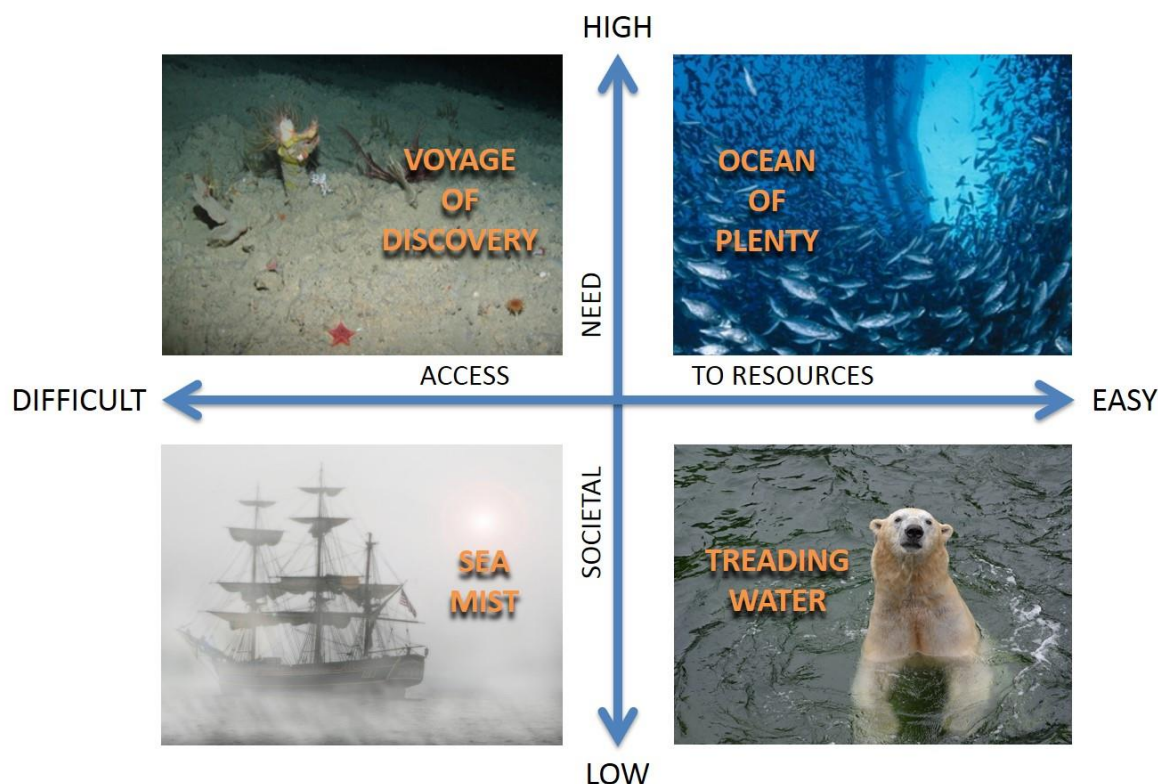 HIGH
VOYAGE
OF
DISCOVERY
OCEAN
OF
PLENTY
NEED
ACCESS
TO RESOURCES
DIFFICULT
EASY
SOCIETAL
SEA
MIST
TREADING
WATER
LOW